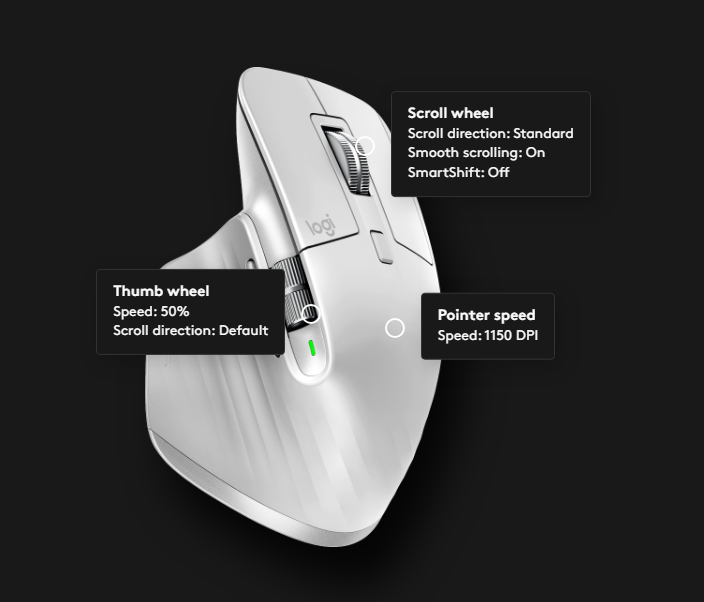 Scroll wheel
Scroll direction: Standard
Smooth scrolling: On
SmartShift: Off
logi
Thumb wheel
Speed: 50%
Scroll direction: Default
Pointer speed
Speed: 1150 DPI